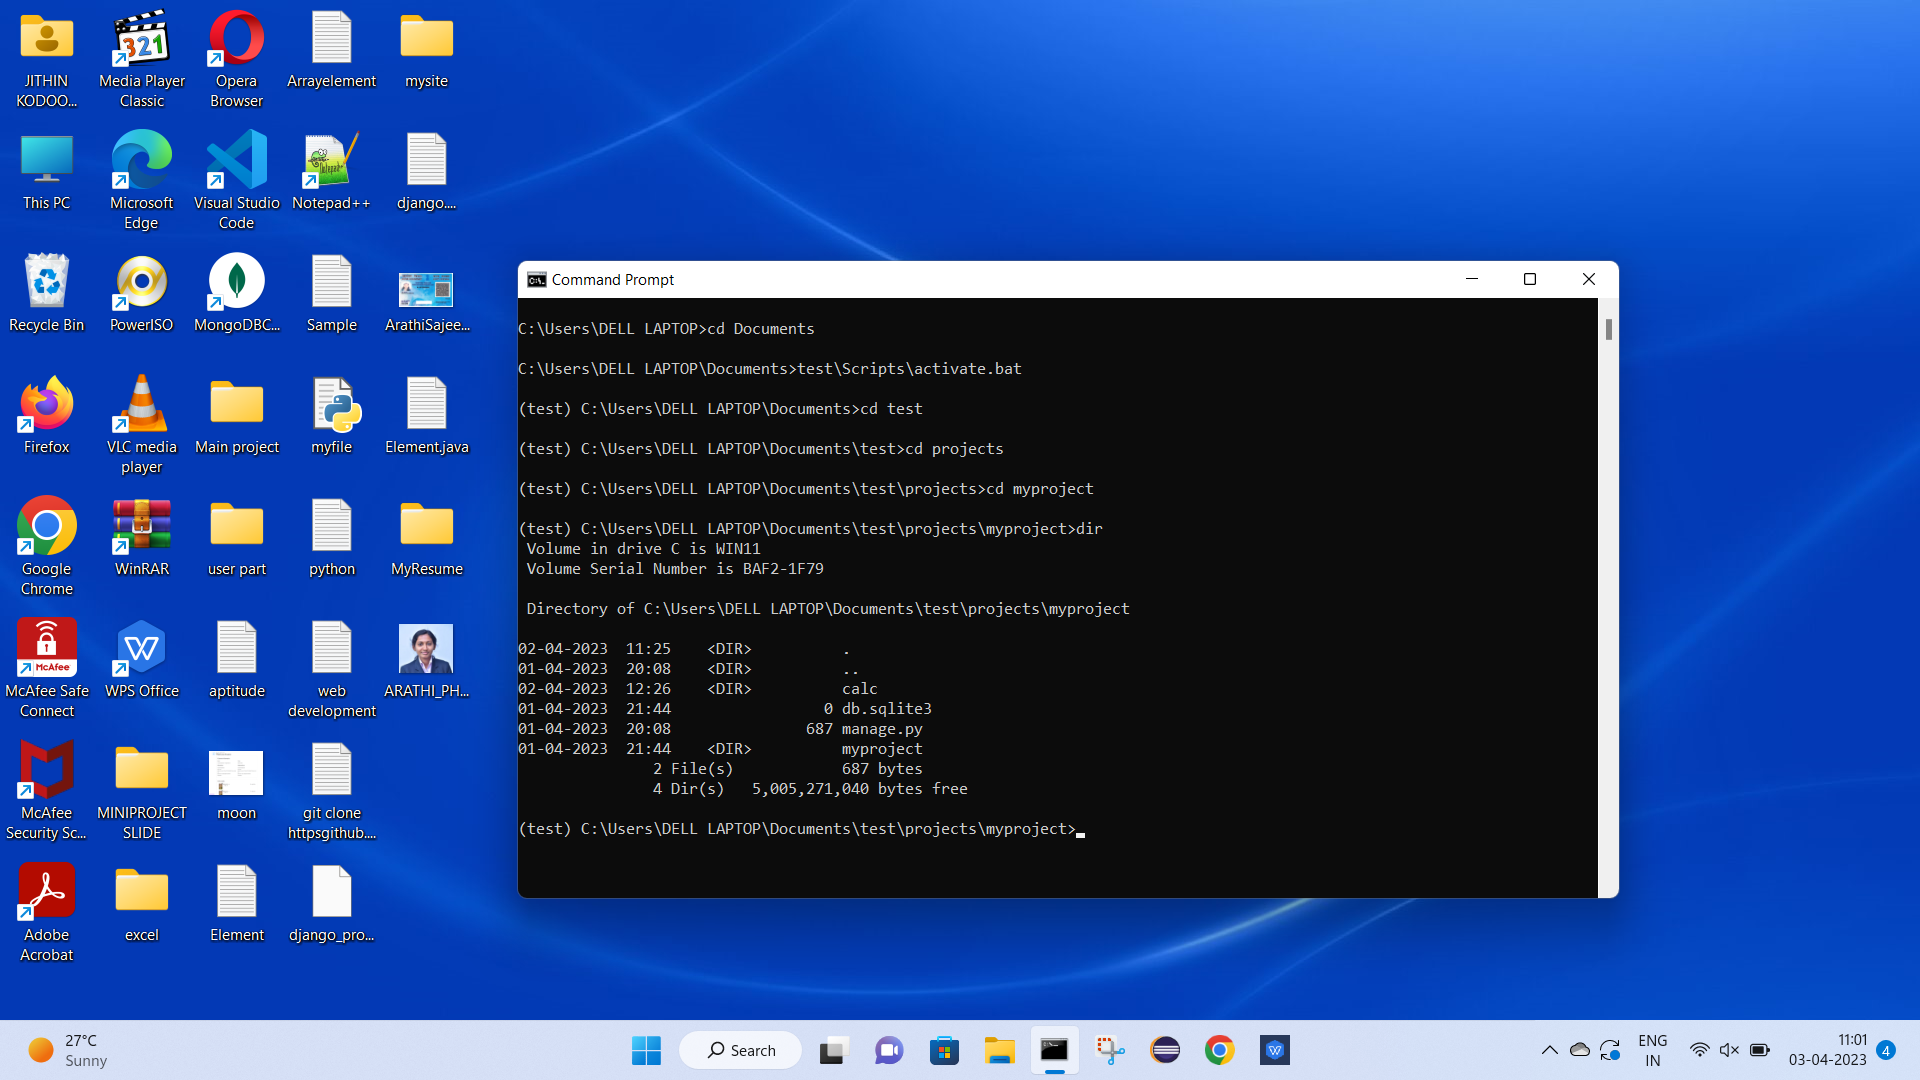 JITHIN
KODOO...
Media Player
Classic
Opera
Browser
Arrayelement
mysite
This PC
Microsoft
Edge
Visual Studio
Code
Notepad++
django....
Recycle Bin
PowerISO
MongoDBC...
Sample
ArathiSajee...
Firefox
VLC media
player
Main project
myfile
Element.java
Google
Chrome
WinRAR
user part
python
MyResume
McAfee
McAfee Safe
Connect
WPS Office
aptitude
web
development
ARATHI_PH...
McAfee
Security Sc...
MINIPROJECT
SLIDE
moon
git clone
httpsgithub....
Adobe
Acrobat
excel
Element
django_pro...
Command Prompt
C:\Users\DELL LAPTOP>cd Documents
C:\Users\DELL LAPTOP\Documents>test\Scripts\activate.bat
(test) C:\Users\DELL LAPTOP\Documents>cd test
(test) C:\Users\DELL LAPTOP\Documents\test>cd projects
(test) C:\Users\DELL LAPTOP\Documents\test\projects>cd myproject
(test) C:\Users\DELL LAPTOP\Documents\test\projects\myproject>dir
Volume in drive C is WIN11
Volume Serial Number is BAF2-1F79
Directory of C:\Users\DELL LAPTOP\Documents\test\projects\myproject
02-04-2023  11:25    <DIR>          .
01-04-2023  20:08    <DIR>          ..
02-04-2023  12:26    <DIR>          calc
01-04-2023  21:44                 0 db.sqlite3
01-04-2023  20:08               687 manage.py
01-04-2023  21:44    <DIR>          myproject
2 File(s)            687 bytes
4 Dir(s)   5,005,271,040 bytes free
(test) C:\Users\DELL LAPTOP\Documents\test\projects\myproject>
27°C
Sunny
Search
ENG
IN
11:01
03-04-2023
4